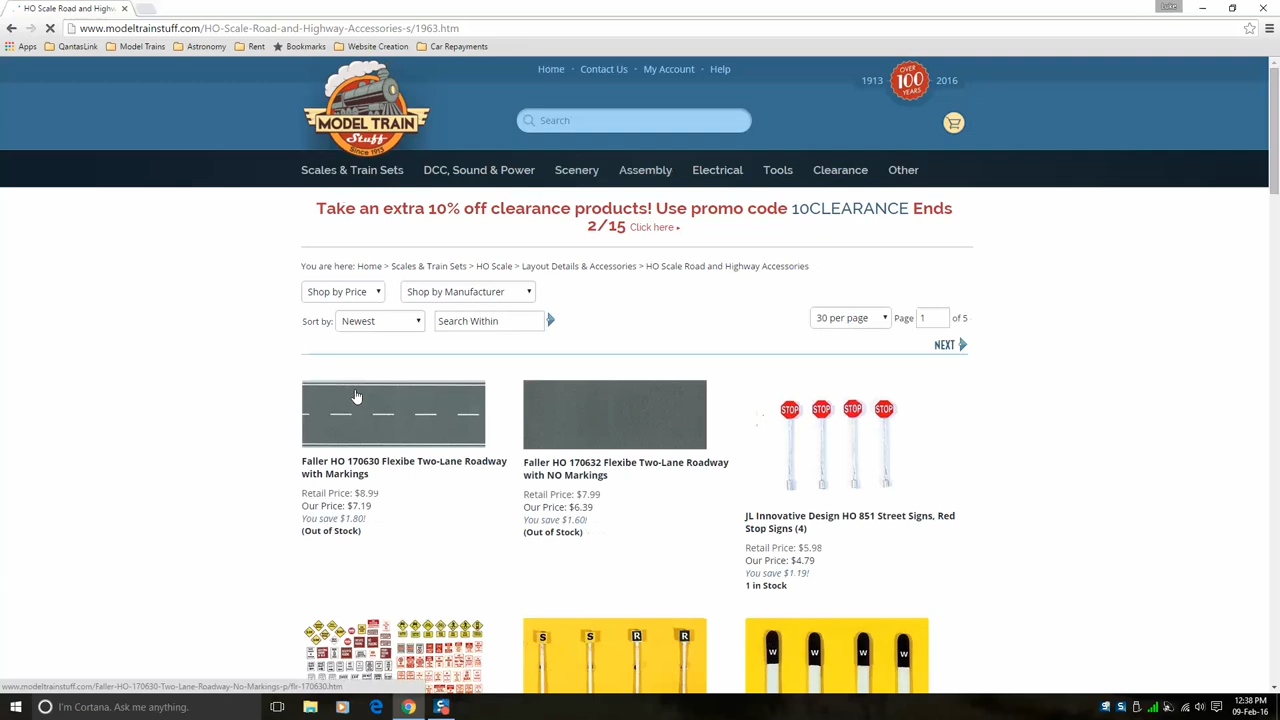 HO Scale Road and Highw
Luke
www.modeltrainstuff.com/HO-Scale-Road-and-Highway-Accessories-s/1963.htm
Apps QantasLink Model Trains Astronomy Rent Bookmarks Website Creation Car Repayments
Home · Contact Us · My Account · Help
1913 OVER 100 YEARS 2016
MODEL TRAIN
Stuff
Since 1913
Search
Scales & Train Sets DCC, Sound & Power Scenery Assembly Electrical Tools Clearance Other
Take an extra 10% off clearance products! Use promo code 10CLEARANCE Ends
2/15 Click here ▸
You are here: Home > Scales & Train Sets > HO Scale > Layout Details & Accessories > HO Scale Road and Highway Accessories
Shop by Price Shop by Manufacturer
Sort by: Newest Search Within
30 per page Page 1 of 5
NEXT
STOP STOP STOP STOP
Faller HO 170630 Flexibe Two-Lane Roadway
with Markings
Retail Price: $8.99
Our Price: $7.19
You save $1.80!
(Out of Stock)
Faller HO 170632 Flexibe Two-Lane Roadway
with NO Markings
Retail Price: $7.99
Our Price: $6.39
You save $1.60!
(Out of Stock)
JL Innovative Design HO 851 Street Signs, Red
Stop Signs (4)
Retail Price: $5.98
Our Price: $4.79
You save $1.19!
1 in Stock
S S R R
W W W W
www.modeltrainstuff.com/Faller-HO-170630-Two-Lane-Roadway-No-Markings-p/flr-170630.htm
I'm Cortana. Ask me anything.
12:38 PM
09-Feb-16